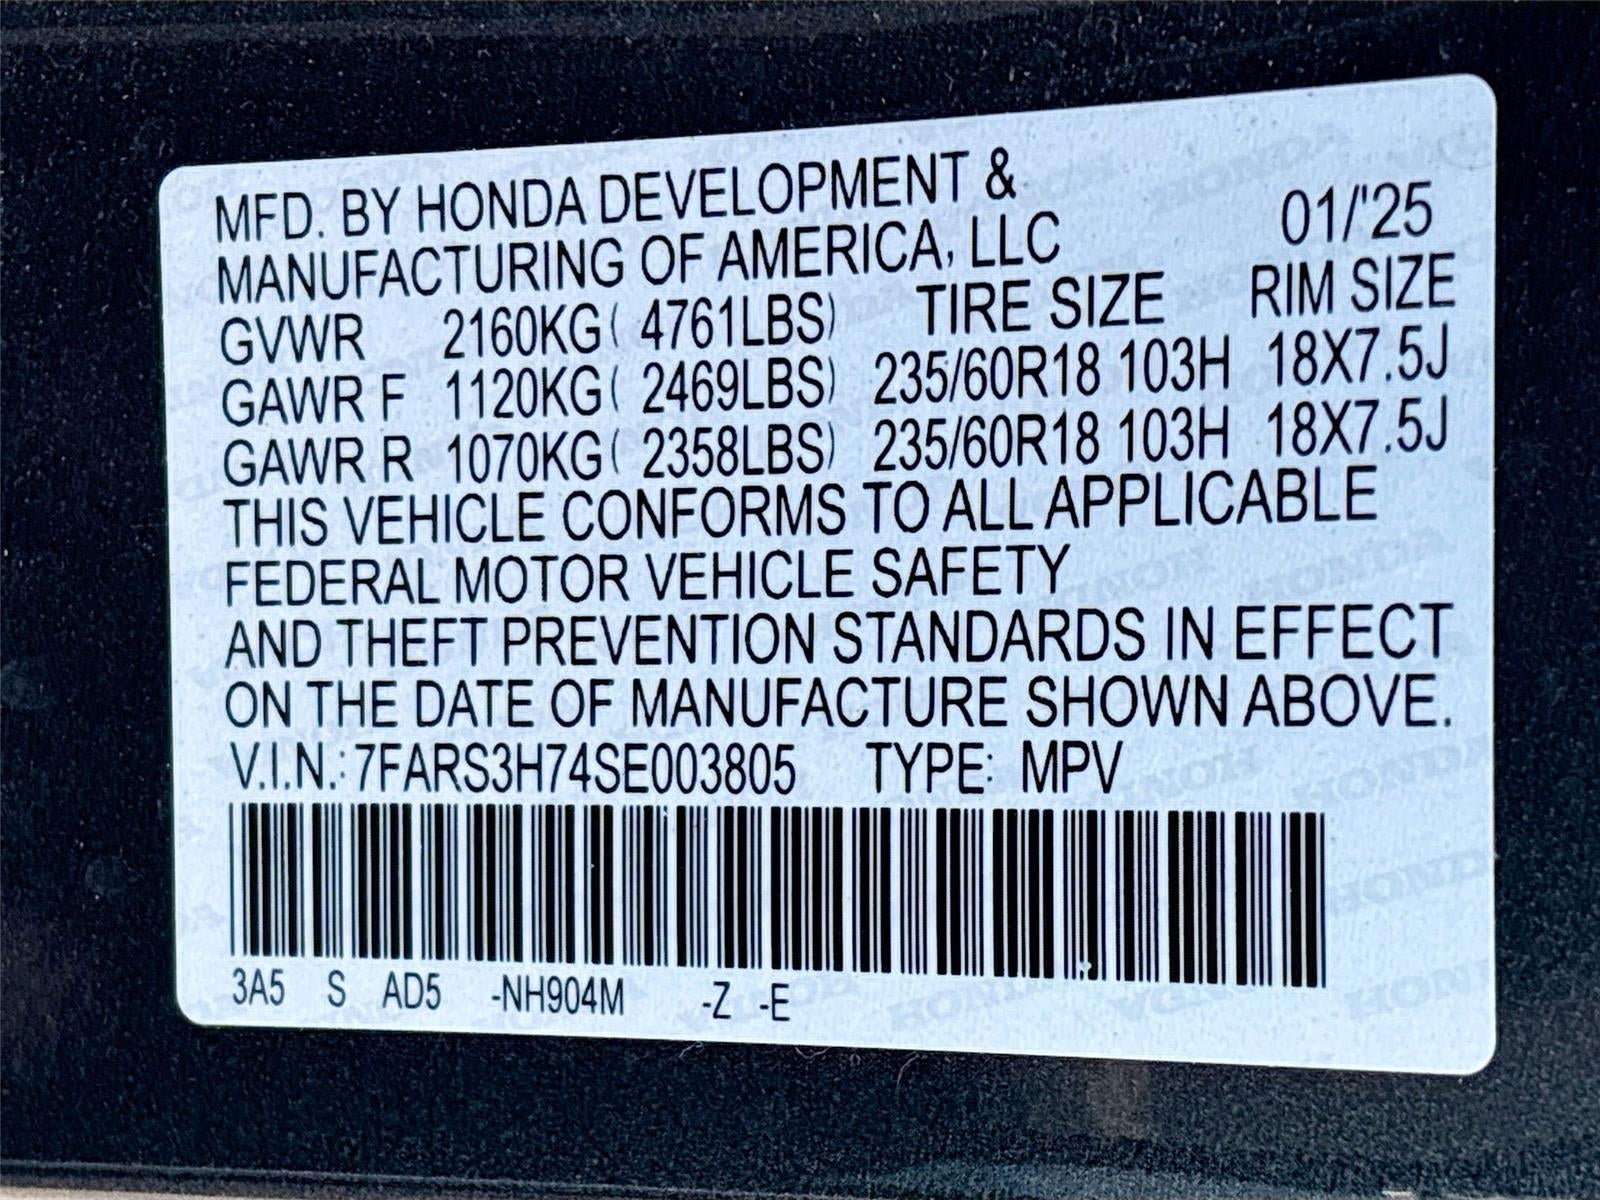 MFD. BY HONDA DEVELOPMENT &
MANUFACTURING OF AMERICA, LLC 01/'25
GVWR 2160KG( 4761LBS) TIRE SIZE RIM SIZE
GAWR F 1120KG( 2469LBS) 235/60R18 103H 18X7.5J
GAWR R 1070KG( 2358LBS) 235/60R18 103H 18X7.5J
THIS VEHICLE CONFORMS TO ALL APPLICABLE
FEDERAL MOTOR VEHICLE SAFETY
AND THEFT PREVENTION STANDARDS IN EFFECT
ON THE DATE OF MANUFACTURE SHOWN ABOVE.
V.I.N.: 7FARS3H74SE003805 TYPE: MPV
3A5 S AD5 -NH904M -Z -E